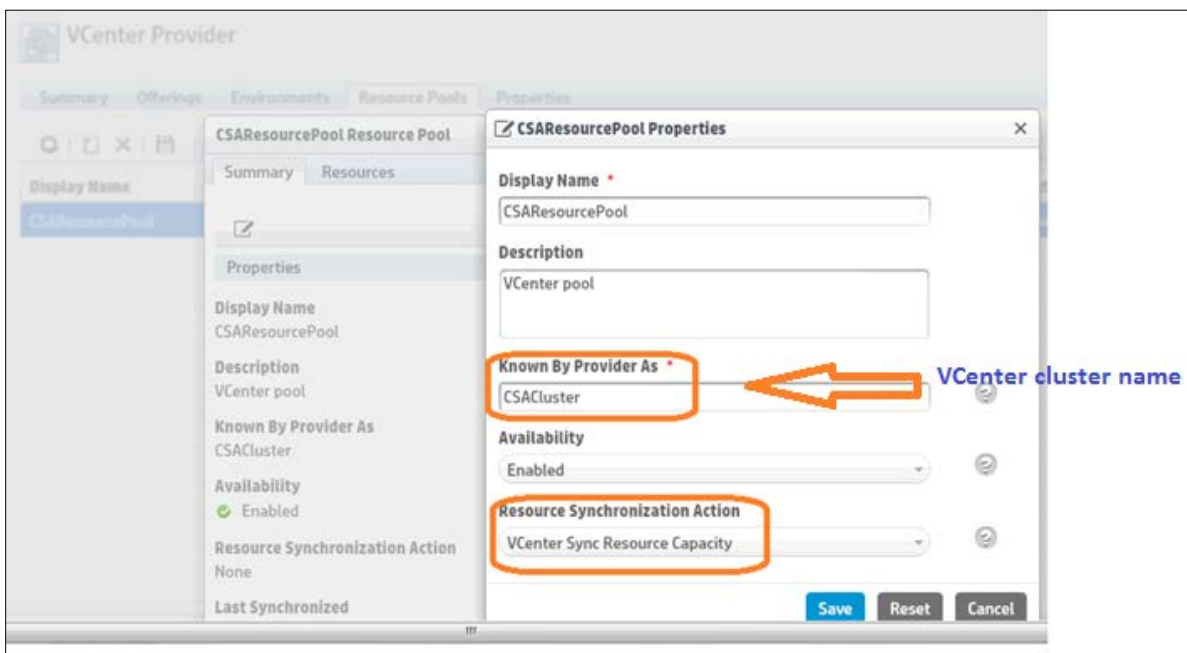 VCenter Provider
Summary Offerings Environments Resource Pools Properties
Display Name
CSAResourcePool
CSAResourcePool Resource Pool
Summary Resources
Properties
Display Name
CSAResourcePool
Description
VCenter pool
Known By Provider As
CSACluster
Availability
Enabled
Resource Synchronization Action
None
Last Synchronized
CSAResourcePool Properties
Display Name *
CSAResourcePool
Description
VCenter pool
Known By Provider As *
CSACluster
VCenter cluster name
Availability
Enabled
Resource Synchronization Action
VCenter Sync Resource Capacity
Save Reset Cancel